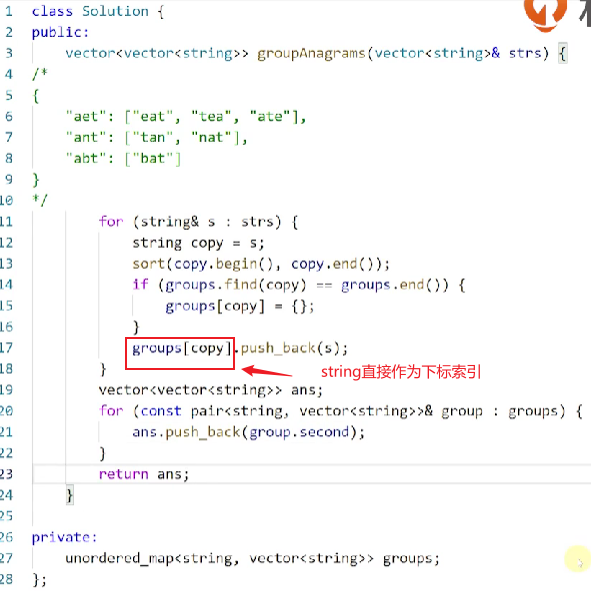 1 class Solution {
2 public:
3     vector<vector<string>> groupAnagrams(vector<string>& strs) {
4 /*
5 {
6     "aet": ["eat", "tea", "ate"],
7     "ant": ["tan", "nat"],
8     "abt": ["bat"]
9 }
10 */
11         for (string& s : strs) {
12             string copy = s;
13             sort(copy.begin(), copy.end());
14             if (groups.find(copy) == groups.end()) {
15                 groups[copy] = {};
16             }
17             groups[copy].push_back(s);
18         }
string直接作为下标索引
19         vector<vector<string>> ans;
20         for (const pair<string, vector<string>>& group : groups) {
21             ans.push_back(group.second);
22         }
23         return ans;
24     }
25
26 private:
27     unordered_map<string, vector<string>> groups;
28 };